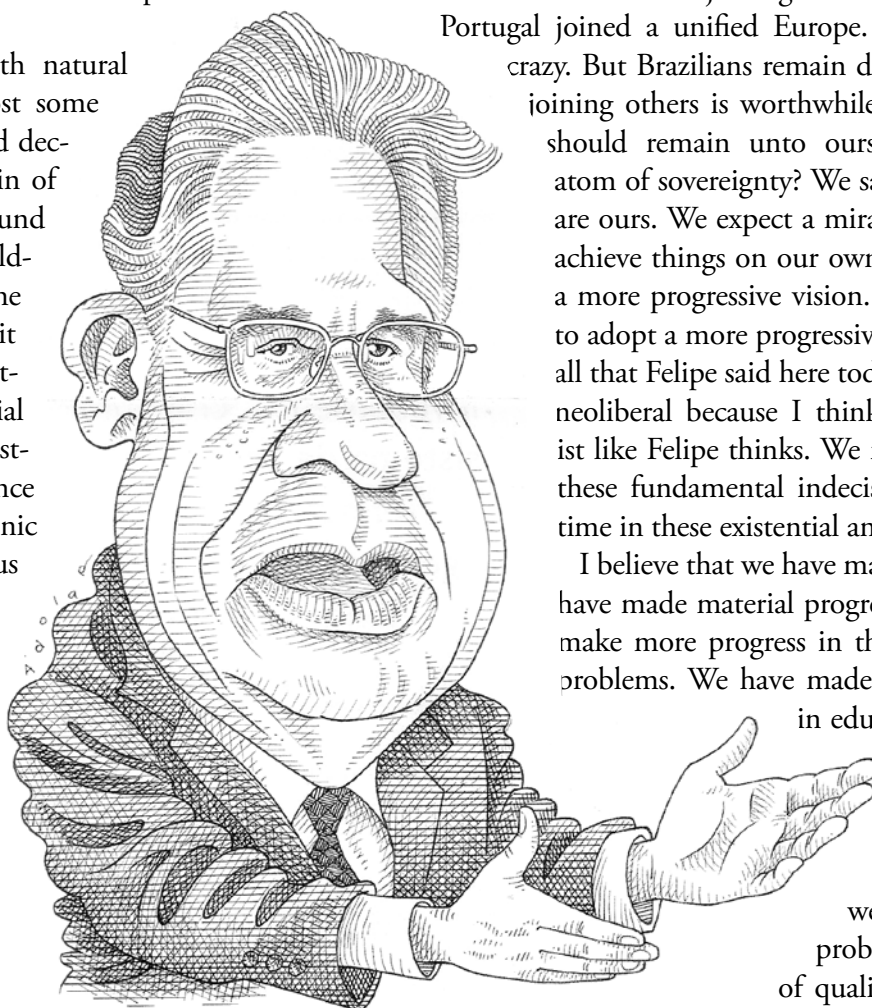 th natural
st some
d dec-
in of
und
ld-
ne
it
t-
ial
st-
nce
nic
us
Portugal joined a unified Europe.
crazy. But Brazilians remain d
joining others is worthwhile
should remain unto ours
atom of sovereignty? We sa
are ours. We expect a mira
achieve things on our own
a more progressive vision.
to adopt a more progressiv
all that Felipe said here tod
neoliberal because I think
ist like Felipe thinks. We
these fundamental indecis
time in these existential an
I believe that we have ma
have made material progre
make more progress in th
problems. We have made
in edu
we
prob
of quali